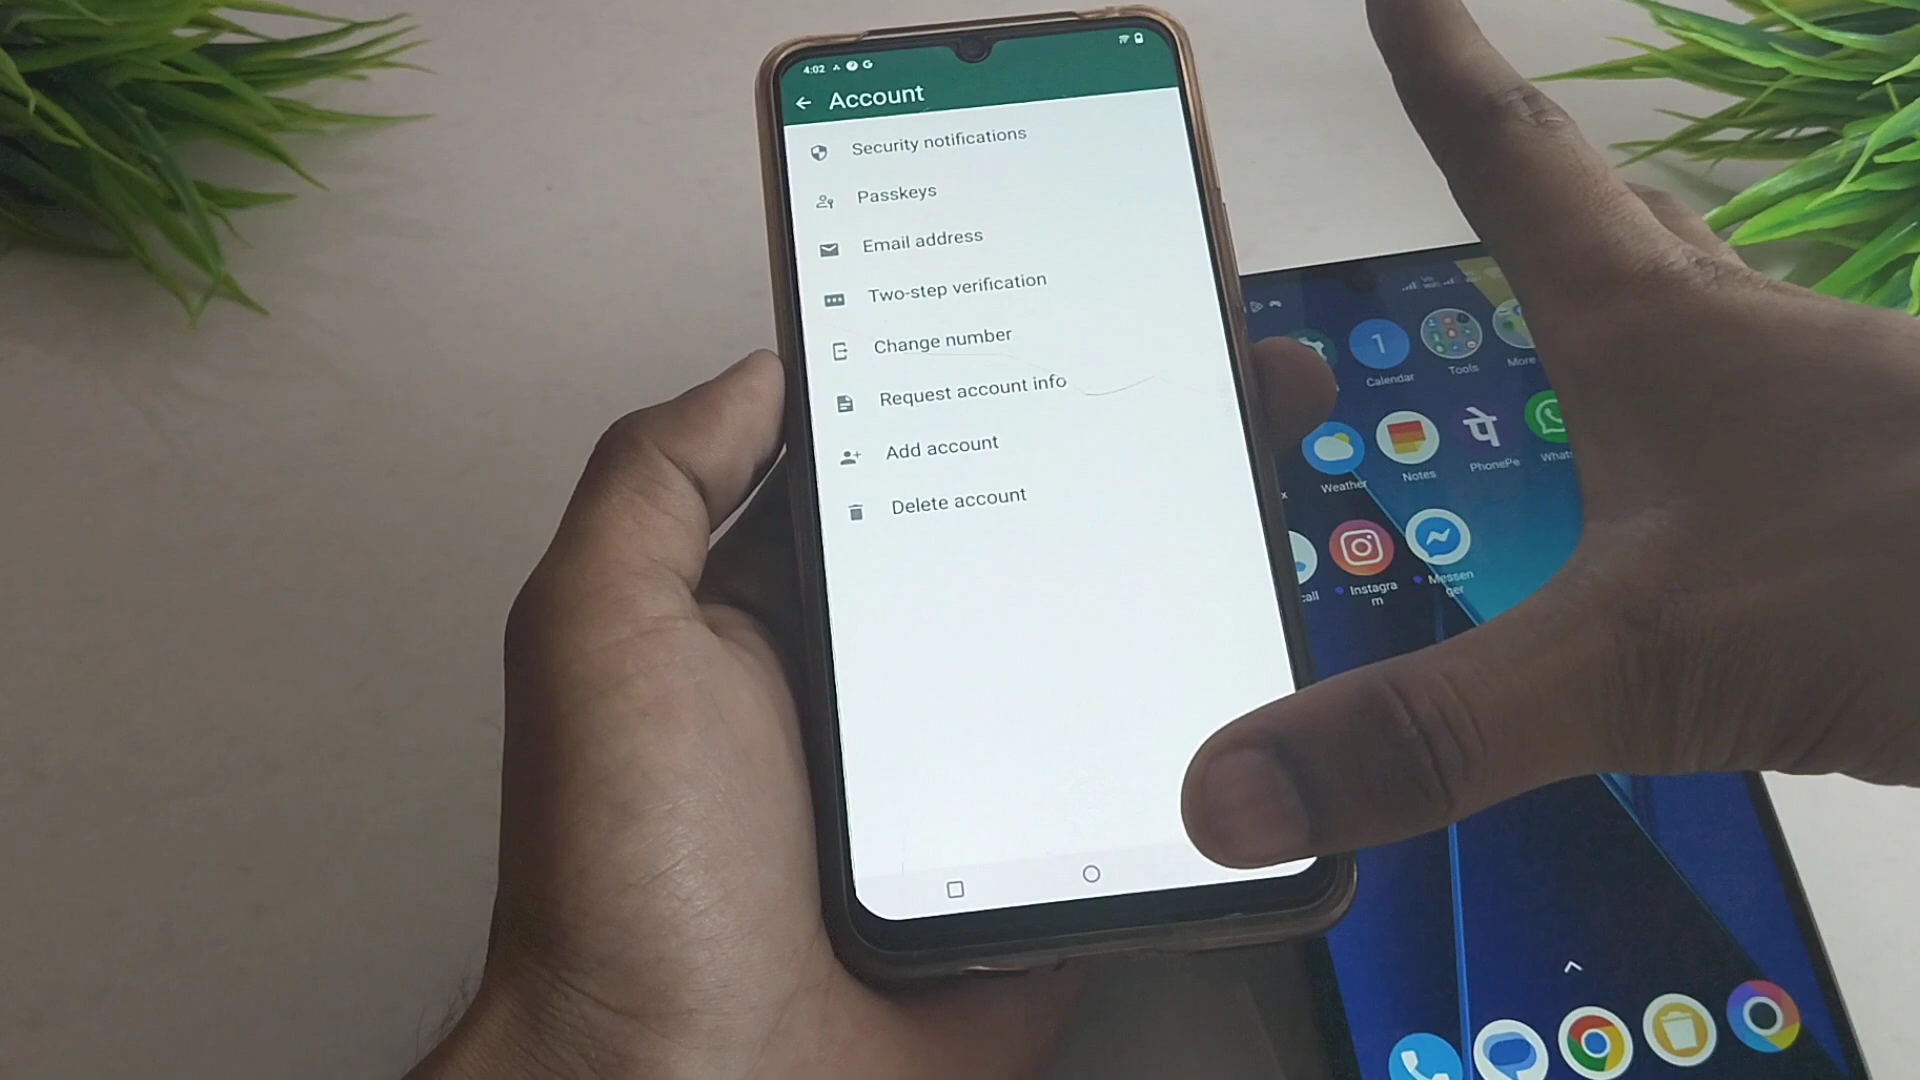 4:02
Account
Security notifications
Passkeys
Email address
Two-step verification
Change number
Request account info
Add account
Delete account
1
Calendar
Tools
More
Weather
Notes
पे
PhonePe
What
Instagra
m
Messen
ger